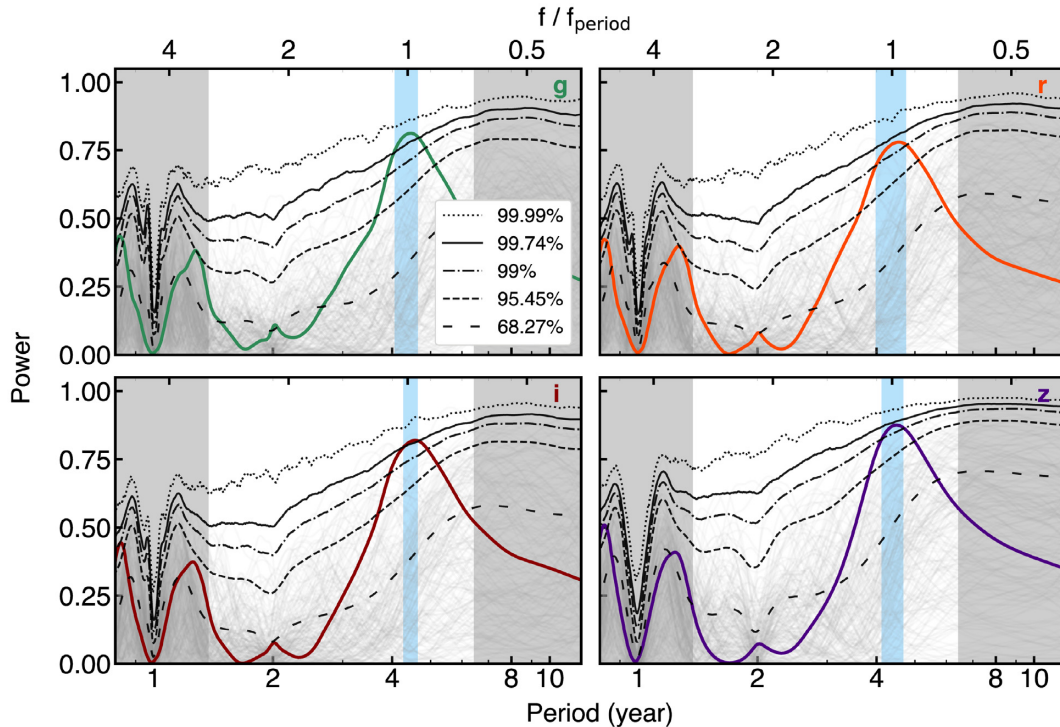 f / f_period
4 2 1 0.5 4 2 1 0.5
1.00 g r
0.75
0.50
0.25
0.00
99.99%
99.74%
99%
95.45%
68.27%
Power
1.00 i z
0.75
0.50
0.25
0.00
1 2 4 8 10 1 2 4 8 10
Period (year)